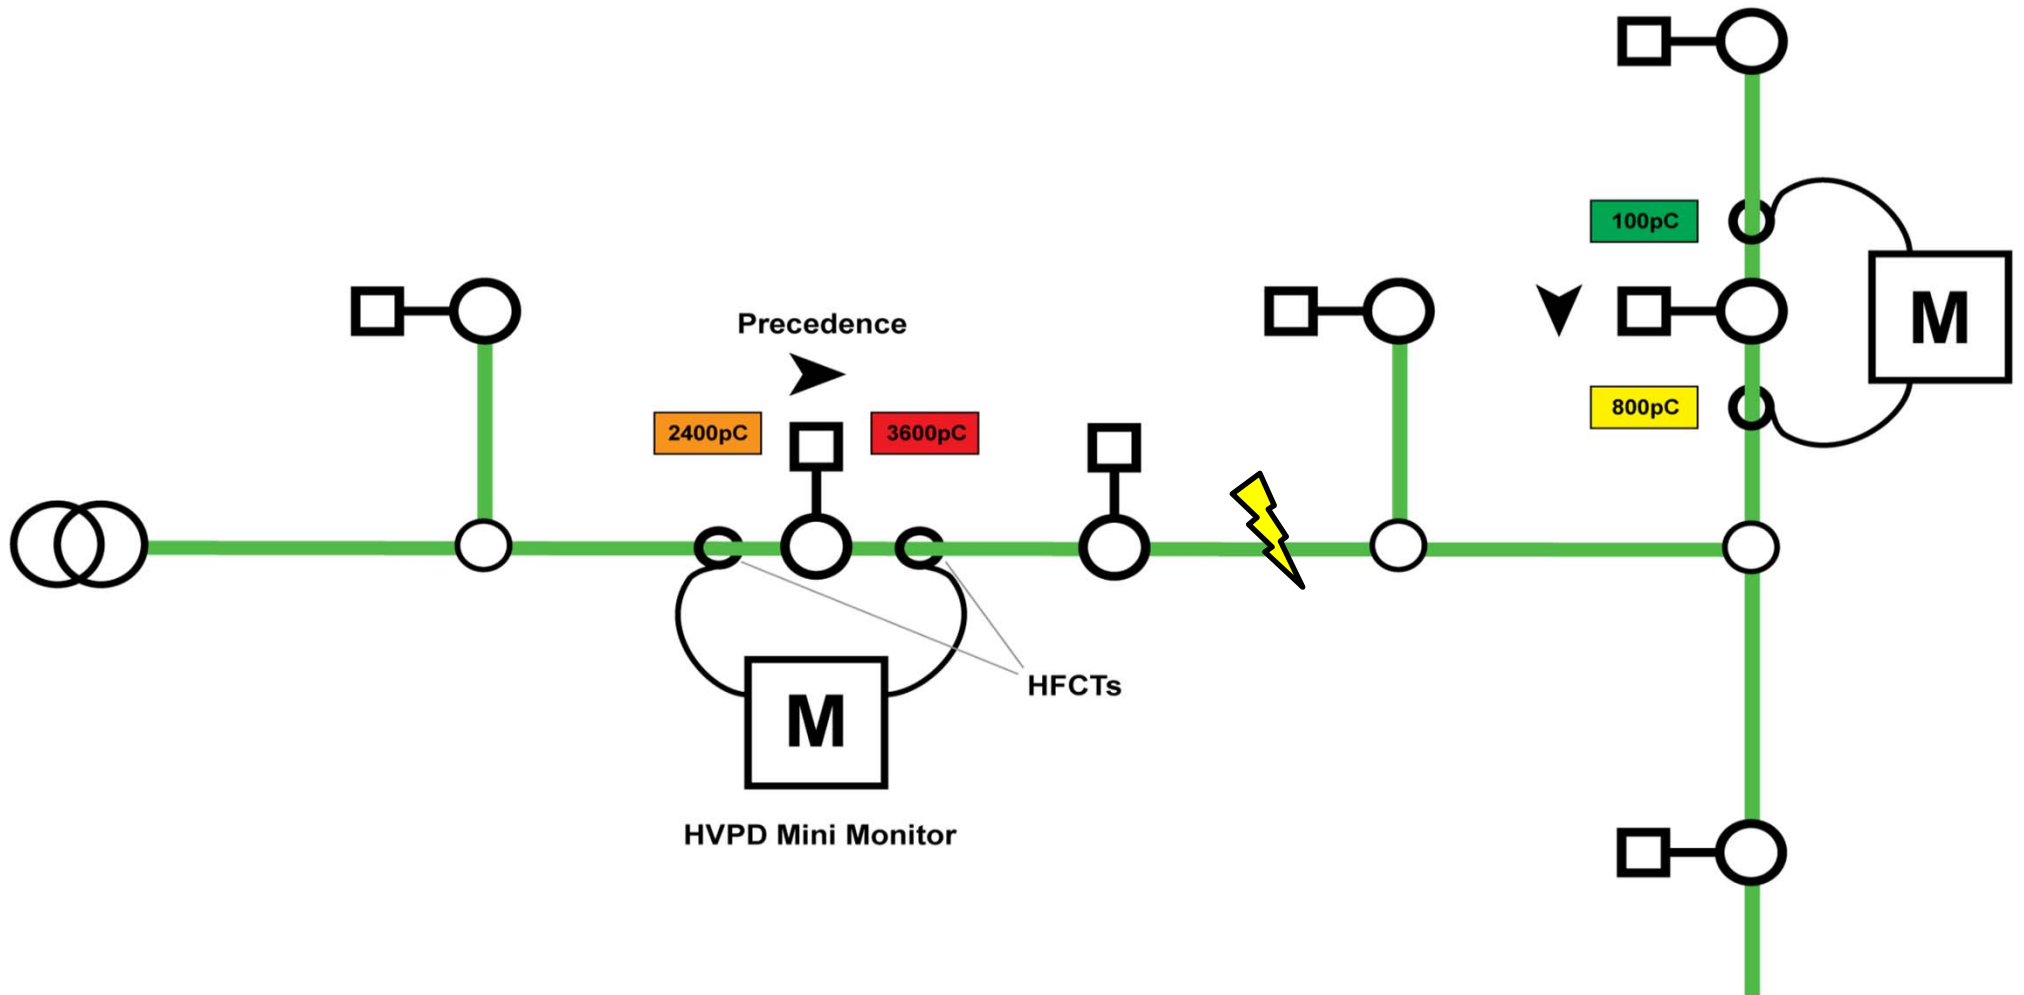 100pC
M
Precedence
800pC
2400pC
3600pC
HFCTs
M
HVPD Mini Monitor